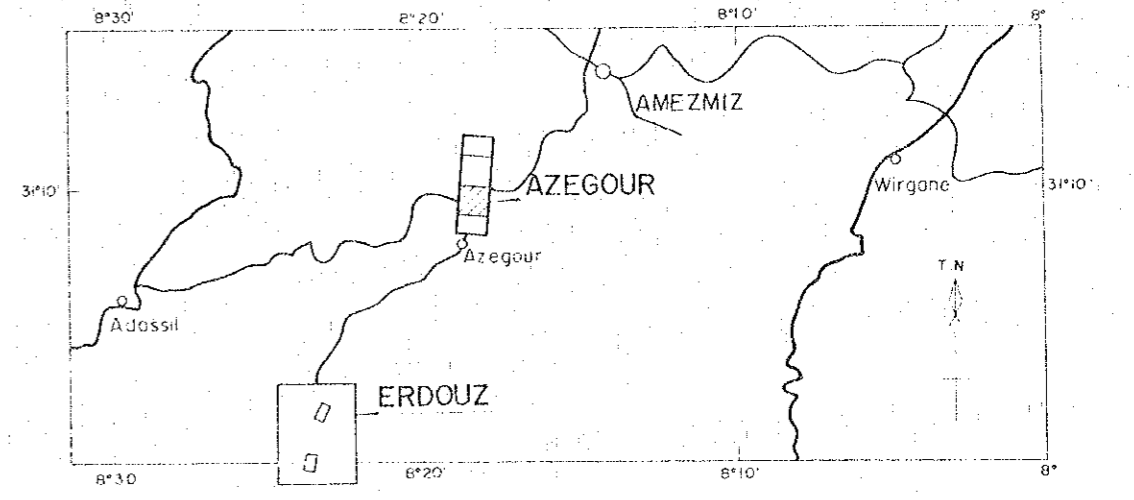 8°30' 8°20' 8°10' 8°
AMEZMIZ
31°10' AZEGOUR Wirgane 31°10'
Azegour
T.N
Adassil
ERDOUZ
8°30 8°20' 8°10' 8°